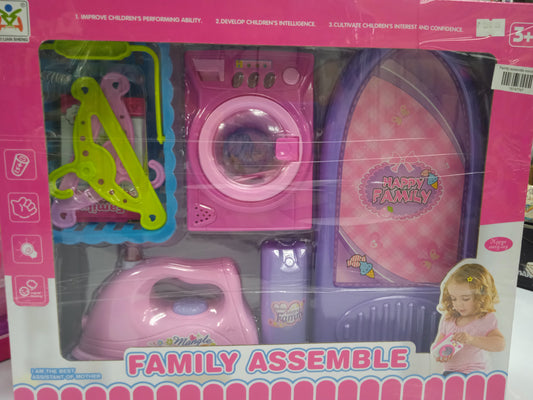 1. IMPROVE CHILDREN'S PERFORMING ABILITY.
2.DEVELOP CHILDREN'S INTELLIGENCE.
3.CULTIVATE CHILDREN'S INTEREST AND CONFIDENCE.
3+
HAPPY
FAMILY
Mangle
FAMILY ASSEMBLE
I AM THE BEST
ASSISTANT OF MOTHER